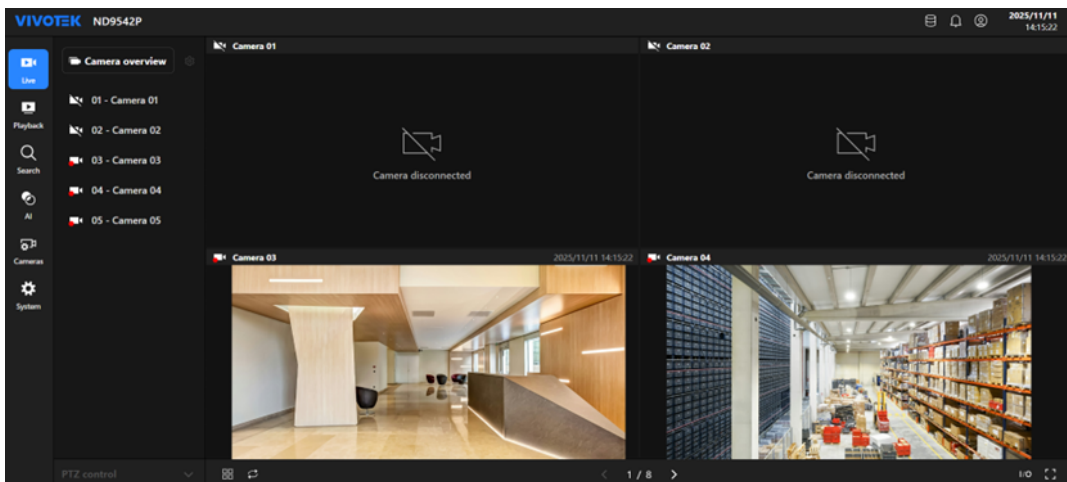 VIVOTEK ND9542P
2025/11/11
14:15:22
Live
Playback
Search
AI
Cameras
System
Camera overview
01 - Camera 01
02 - Camera 02
03 - Camera 03
04 - Camera 04
05 - Camera 05
PTZ control
Camera 01
Camera disconnected
Camera 02
Camera disconnected
Camera 03 2025/11/11 14:15:22
Camera 04 2025/11/11 14:15:22
1 / 8
I/O